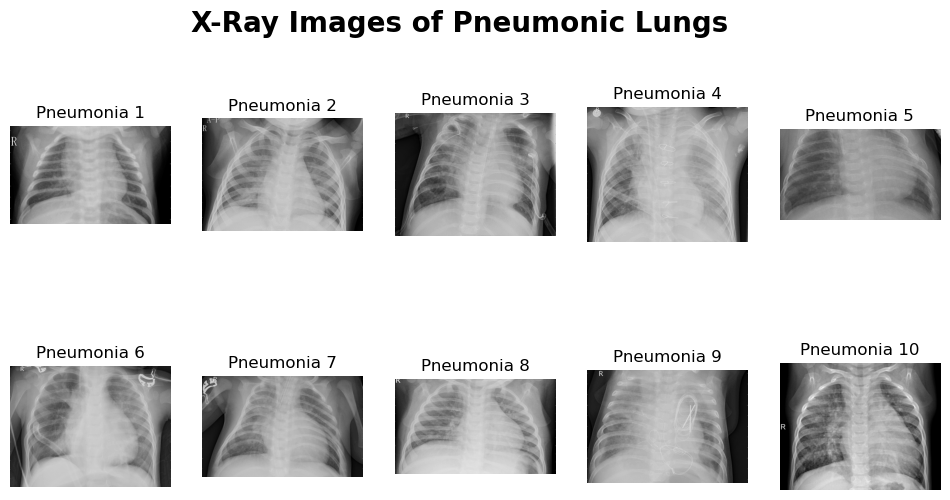 X-Ray Images of Pneumonic Lungs
Pneumonia 1
Pneumonia 2
Pneumonia 3
Pneumonia 4
Pneumonia 5
R
R
R
Pneumonia 6
Pneumonia 7
Pneumonia 8
Pneumonia 9
Pneumonia 10
R
R
R